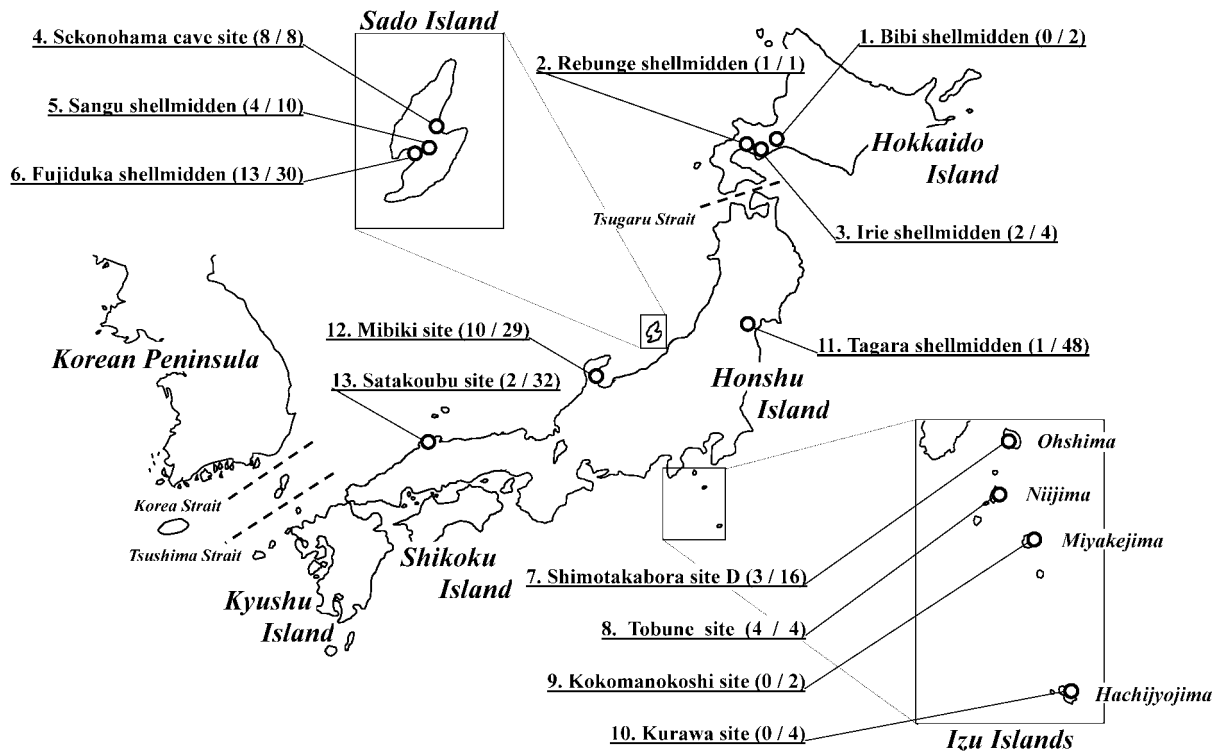 Sado Island
4. Sekonohama cave site (8 / 8)
5. Sangu shellmidden (4 / 10)
6. Fujiduka shellmidden (13 / 30)
1. Bibi shellmidden (0 / 2)
2. Rebunge shellmidden (1 / 1)
Hokkaido
Island
Tsugaru Strait
3. Irie shellmidden (2 / 4)
12. Mibiki site (10 / 29)
11. Tagara shellmidden (1 / 48)
Korean Peninsula
13. Satakoubu site (2 / 32)
Honshu
Island
Korea Strait
Tsushima Strait
Shikoku
Island
Kyushu
Island
Ohshima
Niijima
Miyakejima
7. Shimotakabora site D (3 / 16)
8. Tobune site (4 / 4)
9. Kokomanokoshi site (0 / 2)
Hachijyojima
10. Kurawa site (0 / 4)
Izu Islands